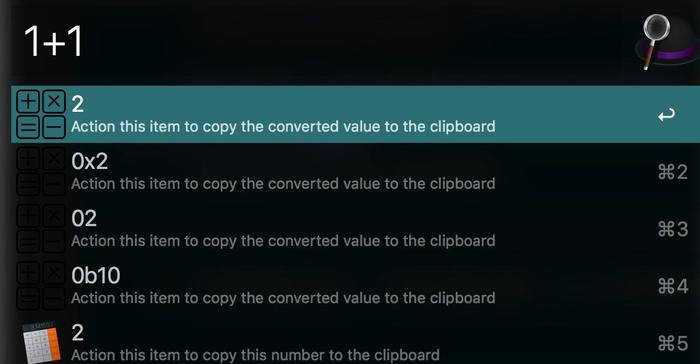 1+1
2
Action this item to copy the converted value to the clipboard
↩
0x2
Action this item to copy the converted value to the clipboard
⌘2
02
Action this item to copy the converted value to the clipboard
⌘3
0b10
Action this item to copy the converted value to the clipboard
⌘4
2
Action this item to copy this number to the clipboard
⌘5